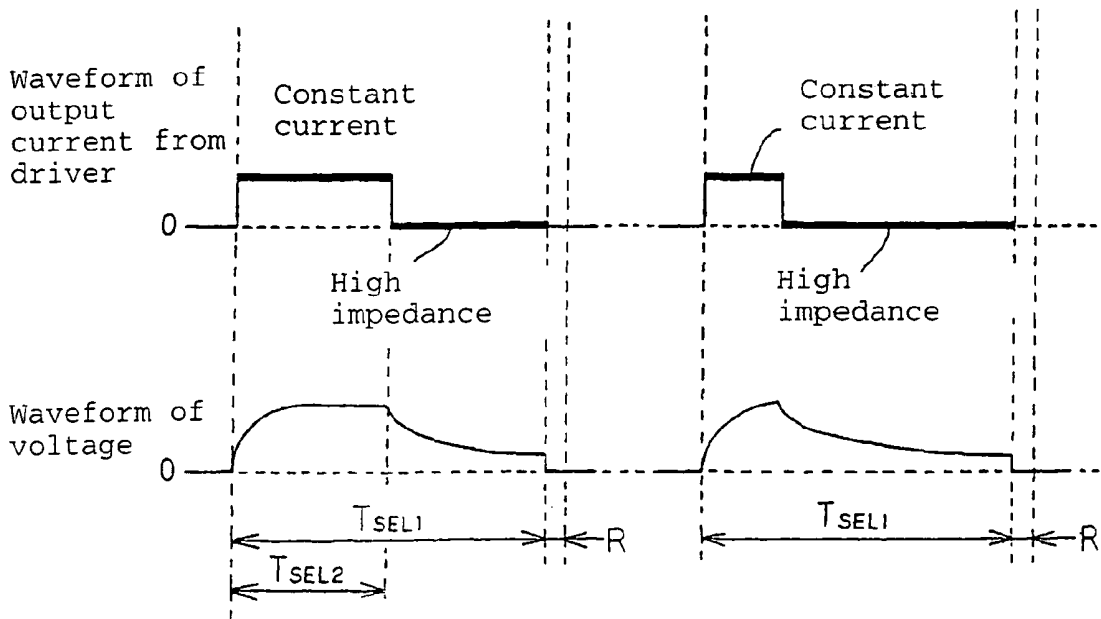 Waveform of
output
current from
driver
Constant
current
Constant
current
0
0
High
impedance
High
impedance
Waveform of
voltage
0
TSEL1
R
TSEL1
R
TSEL2